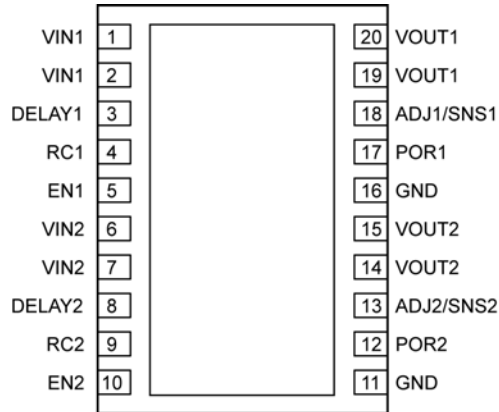 VIN1 1 20 VOUT1
VIN1 2 19 VOUT1
DELAY1 3 18 ADJ1/SNS1
RC1 4 17 POR1
EN1 5 16 GND
VIN2 6 15 VOUT2
VIN2 7 14 VOUT2
DELAY2 8 13 ADJ2/SNS2
RC2 9 12 POR2
EN2 10 11 GND